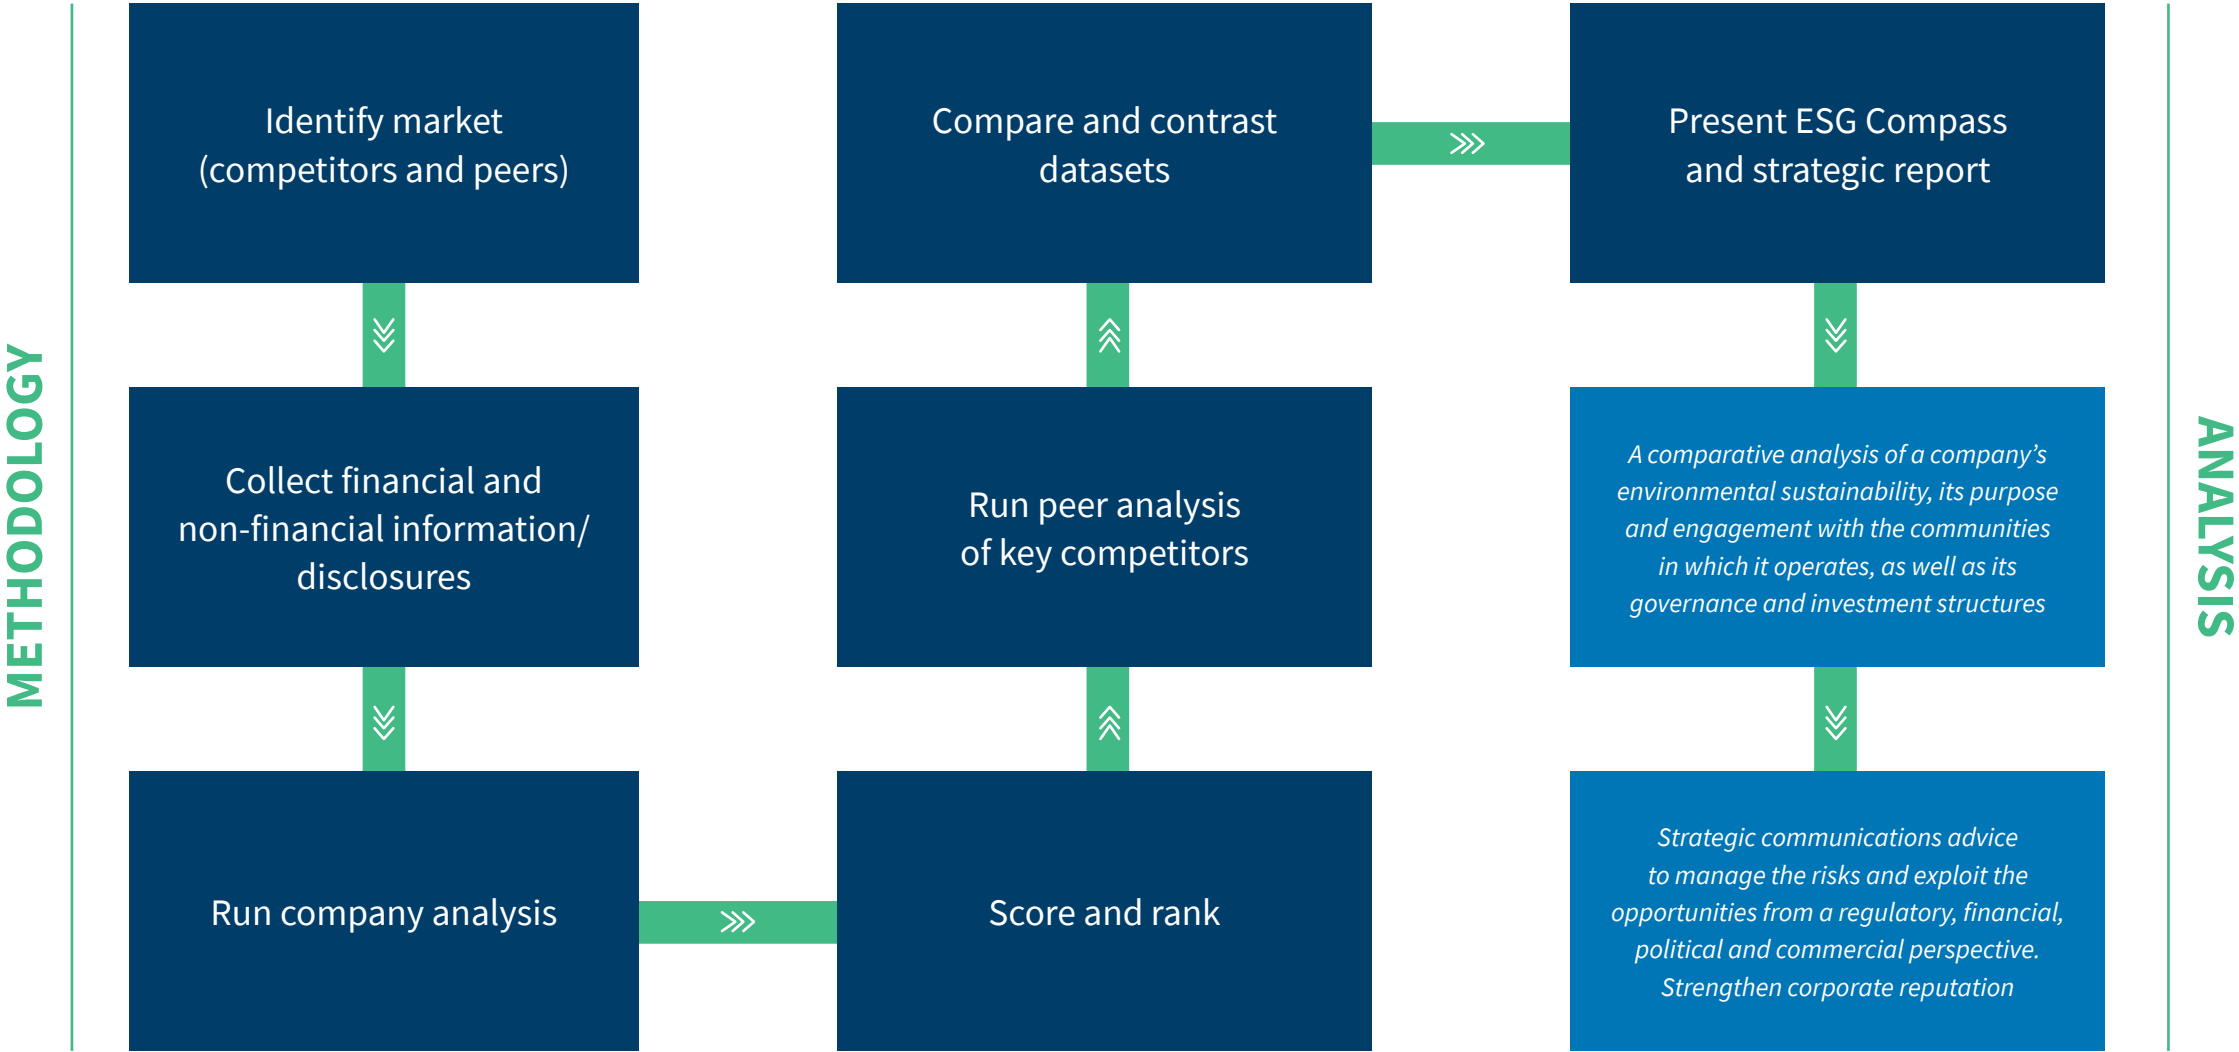 METHODOLOGY
Identify market
(competitors and peers)
Collect financial and
non-financial information/
disclosures
Run company analysis
Score and rank
Run peer analysis
of key competitors
Compare and contrast
datasets
Present ESG Compass
and strategic report
A comparative analysis of a company’s
environmental sustainability, its purpose
and engagement with the communities
in which it operates, as well as its
governance and investment structures
Strategic communications advice
to manage the risks and exploit the
opportunities from a regulatory, financial,
political and commercial perspective.
Strengthen corporate reputation
ANALYSIS